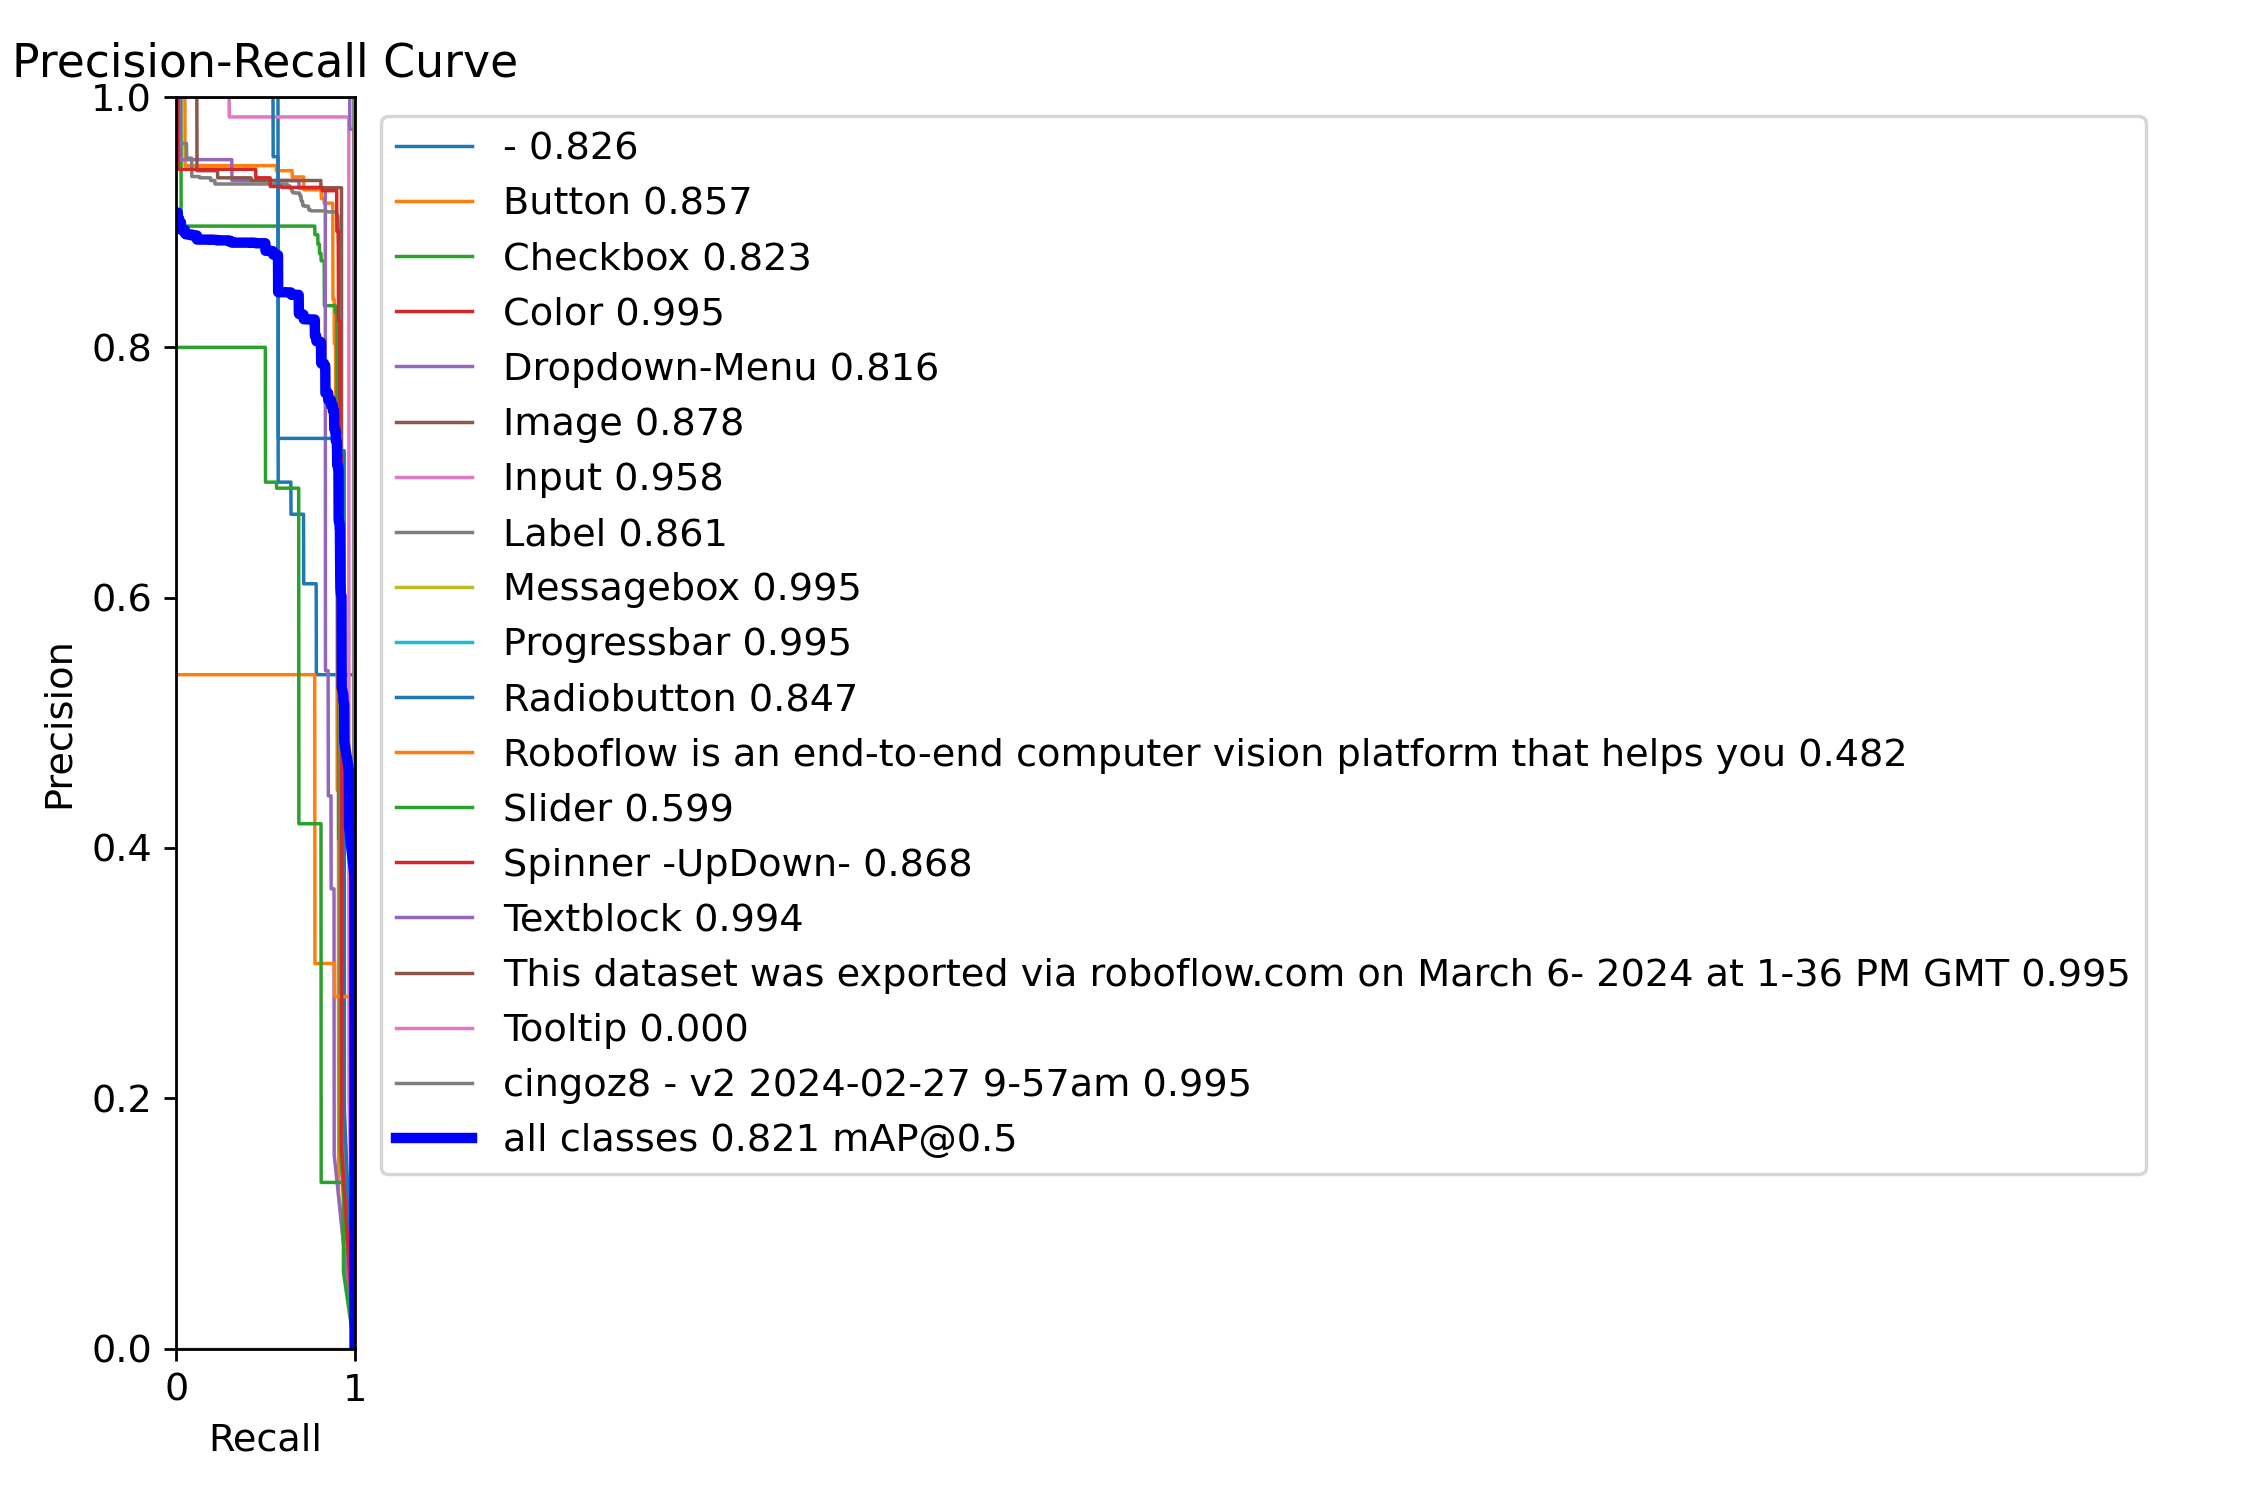 Precision-Recall Curve
1.0
0.8
0.6
0.4
0.2
0.0
Precision
0 1
Recall
- 0.826
Button 0.857
Checkbox 0.823
Color 0.995
Dropdown-Menu 0.816
Image 0.878
Input 0.958
Label 0.861
Messagebox 0.995
Progressbar 0.995
Radiobutton 0.847
Roboflow is an end-to-end computer vision platform that helps you 0.482
Slider 0.599
Spinner -UpDown- 0.868
Textblock 0.994
This dataset was exported via roboflow.com on March 6- 2024 at 1-36 PM GMT 0.995
Tooltip 0.000
cingoz8 - v2 2024-02-27 9-57am 0.995
all classes 0.821 mAP@0.5